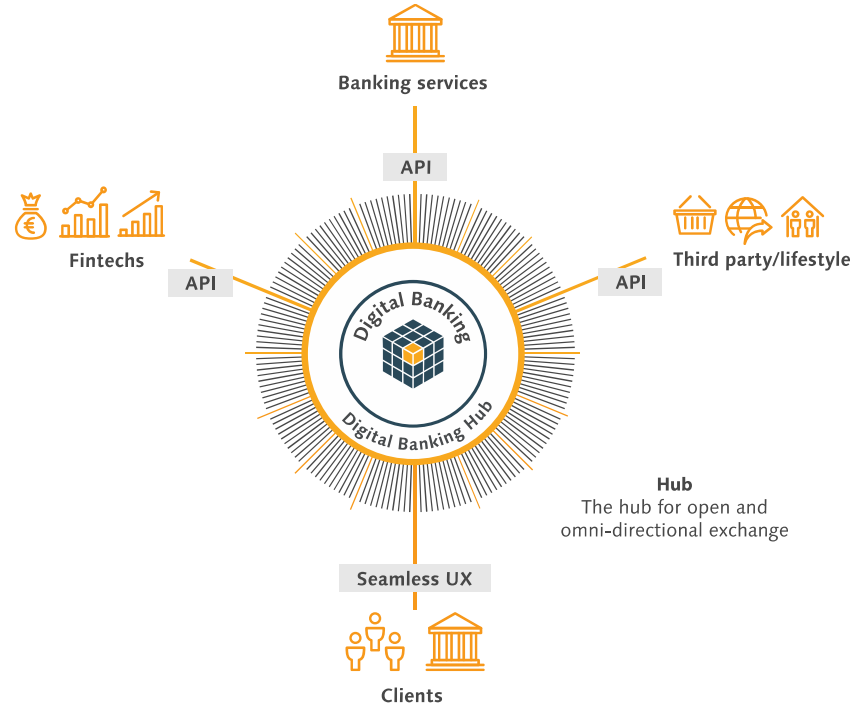 Banking services
API
Fintechs
API
Third party/lifestyle
API
Digital Banking
Digital Banking Hub
Hub
The hub for open and
omni-directional exchange
Seamless UX
Clients